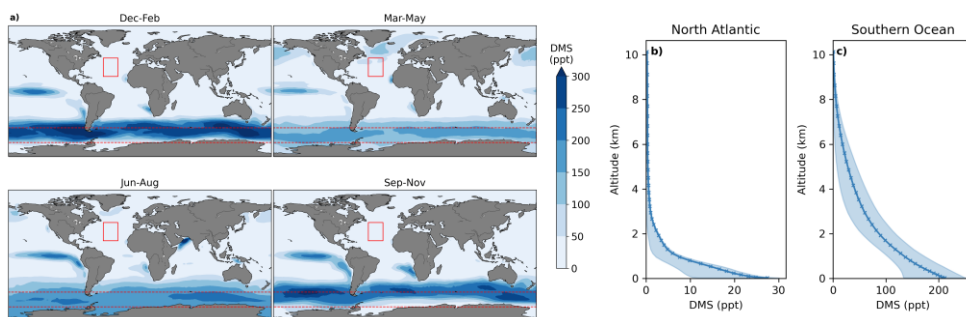 a)
Dec-Feb
Mar-May
Jun-Aug
Sep-Nov
DMS
(ppt)
300
250
200
150
100
50
0
North Atlantic
b)
10
8
6
4
2
0
Altitude (km)
0 10 20 30
DMS (ppt)
Southern Ocean
c)
10
8
6
4
2
0
Altitude (km)
0 100 200
DMS (ppt)